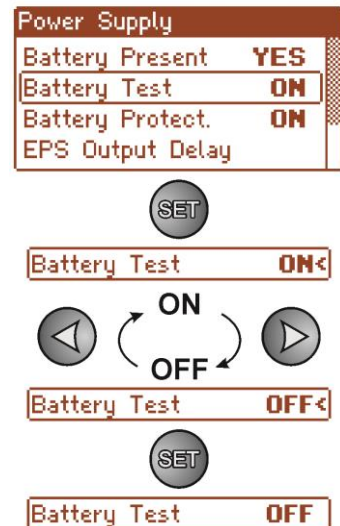 Power Supply
Battery Present YES
Battery Test ON
Battery Protect. ON
EPS Output Delay
SET
Battery Test ON<
ON
OFF
Battery Test OFF<
SET
Battery Test OFF